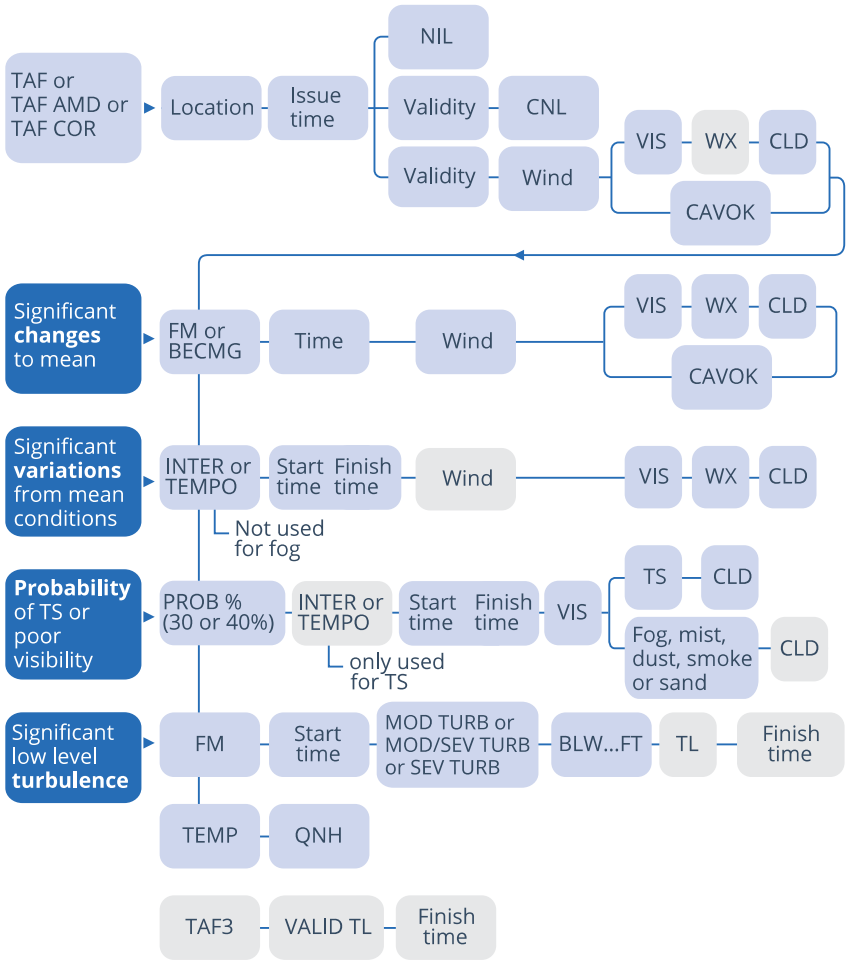 NIL
TAF or
TAF AMD or
TAF COR
Location
Issue
time
Validity
CNL
VIS
WX
CLD
Validity
Wind
CAVOK
Significant
changes
to mean
FM or
BECMG
Time
Wind
VIS
WX
CLD
CAVOK
Significant
variations
from mean
conditions
INTER or
TEMPO
Start Finish
time time
Wind
VIS
WX
CLD
Not used
for fog
Probability
of TS or
poor
visibility
PROB %
(30 or 40%)
INTER or
TEMPO
Start Finish
time time
VIS
TS
CLD
Fog, mist,
dust, smoke
or sand
CLD
only used
for TS
Significant
low level
turbulence
FM
Start
time
MOD TURB or
MOD/SEV TURB
or SEV TURB
BLW...FT
TL
Finish
time
TEMP
QNH
TAF3
VALID TL
Finish
time